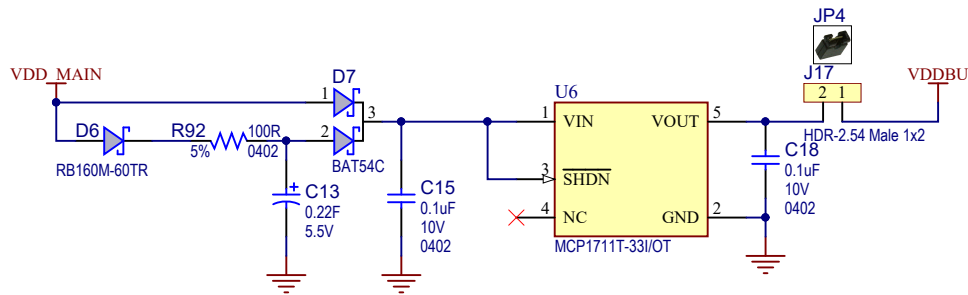 JP4
VDD_MAIN
D7
J17
VDDBU
1
3
2 1
U6
D6
R92
100R
2
1
VIN
VOUT
5
5%
0402
HDR-2.54 Male 1x2
RB160M-60TR
BAT54C
C18
0.1uF
10V
0402
3
SHDN
C13
0.22F
5.5V
+
C15
0.1uF
10V
0402
4
NC
GND
2
MCP1711T-33I/OT